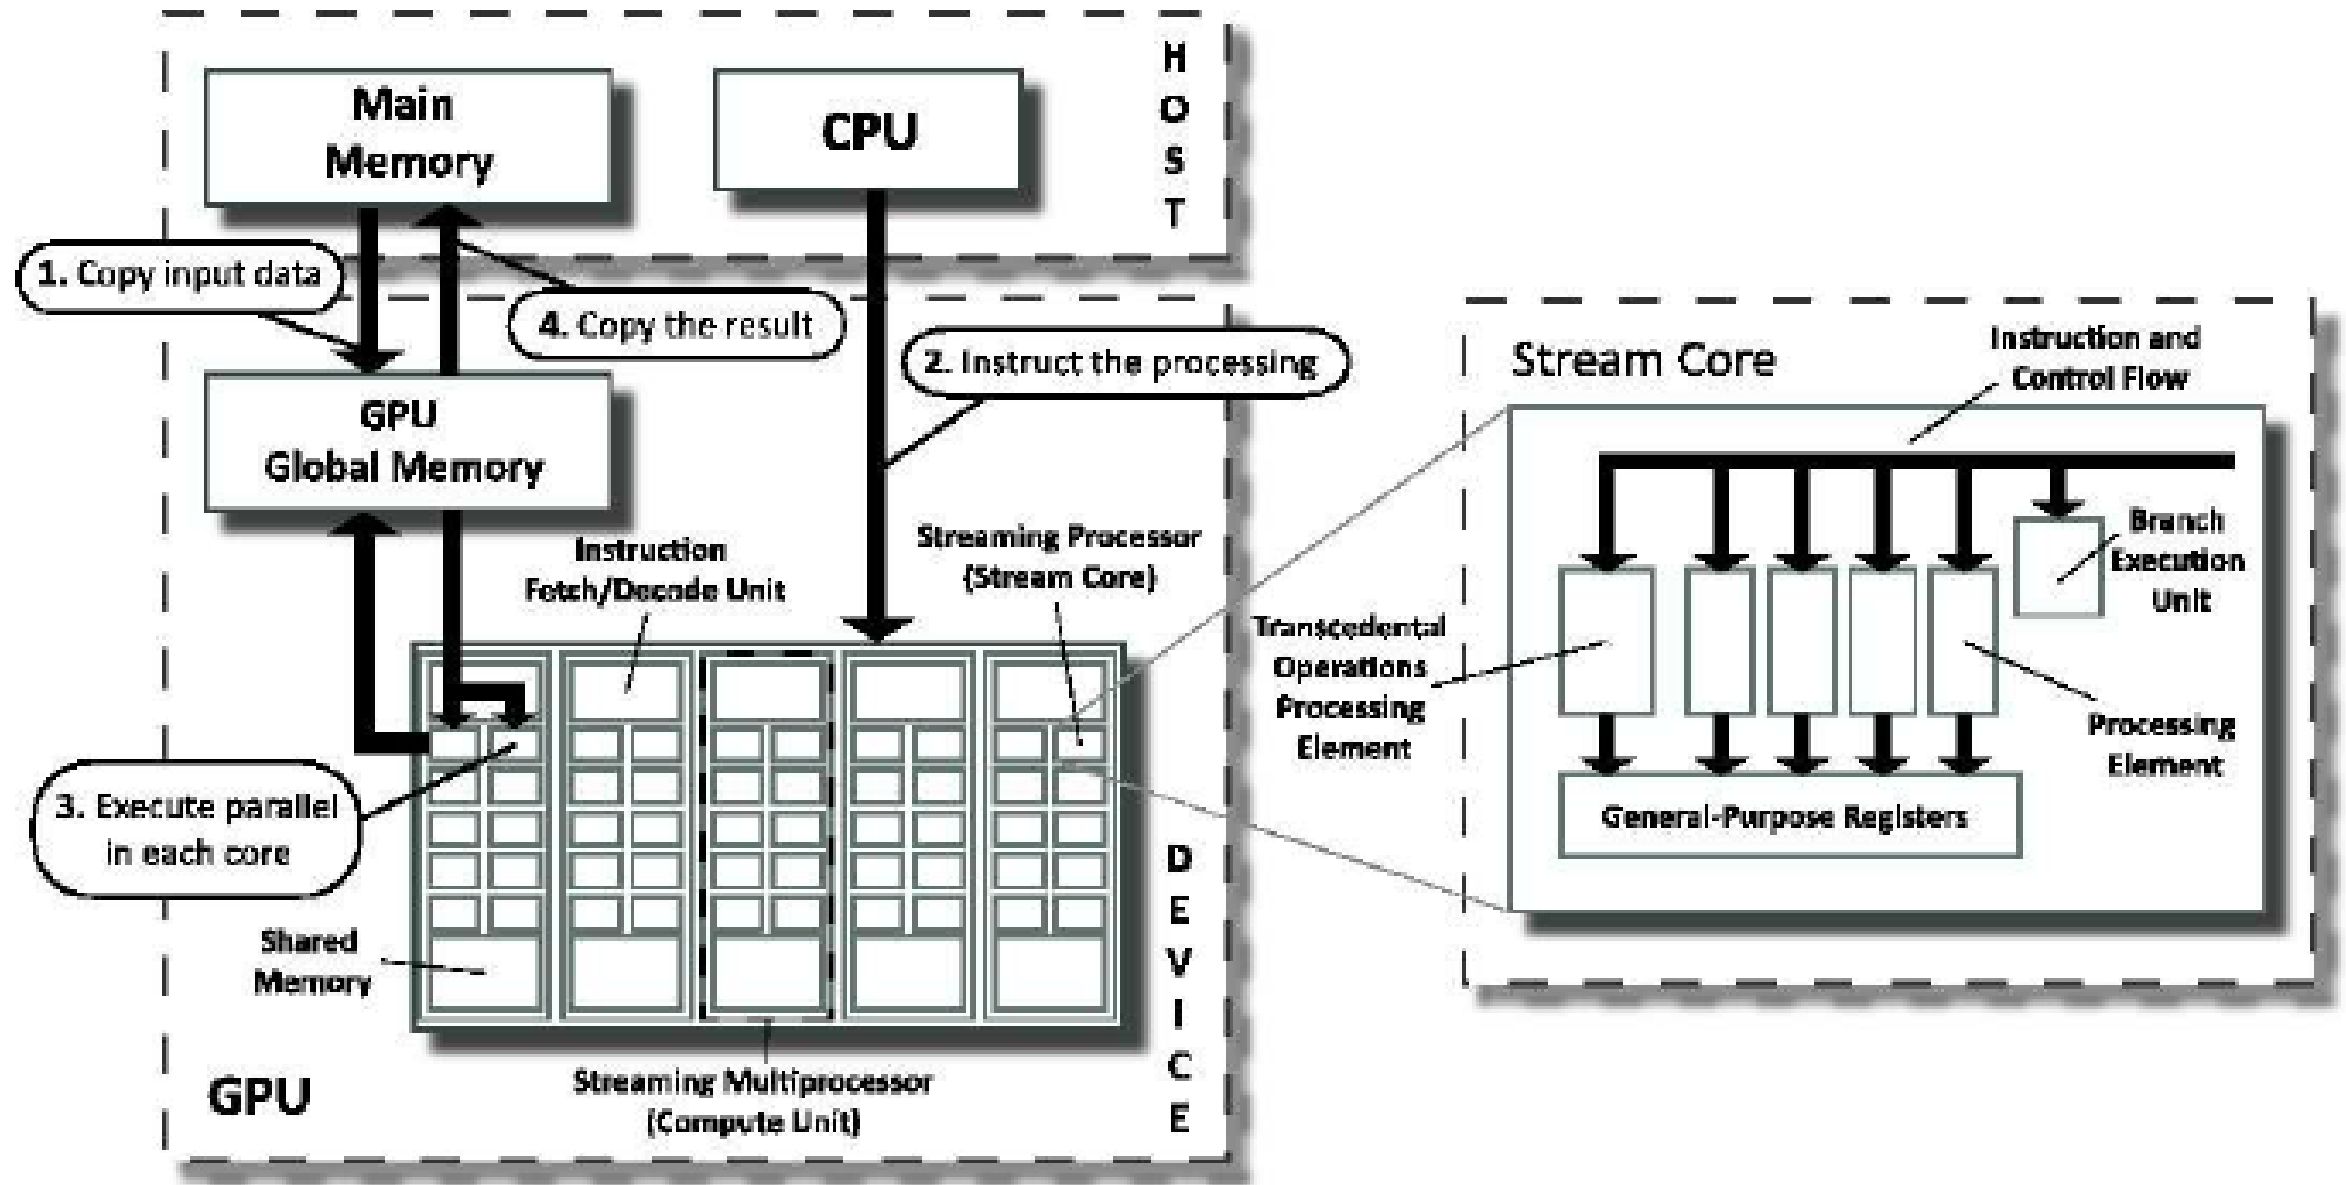 Main
Memory
CPU
HOST
1. Copy input data
4. Copy the result
2. Instruct the processing
GPU
Global Memory
Instruction
Fetch/Decode Unit
Streaming Processor
(Stream Core)
3. Execute parallel
in each core
Shared
Memory
Streaming Multiprocessor
(Compute Unit)
GPU
DEVICE
Stream Core
Instruction and
Control Flow
Branch
Execution
Unit
Transcedental
Operations
Processing
Element
Processing
Element
General-Purpose Registers